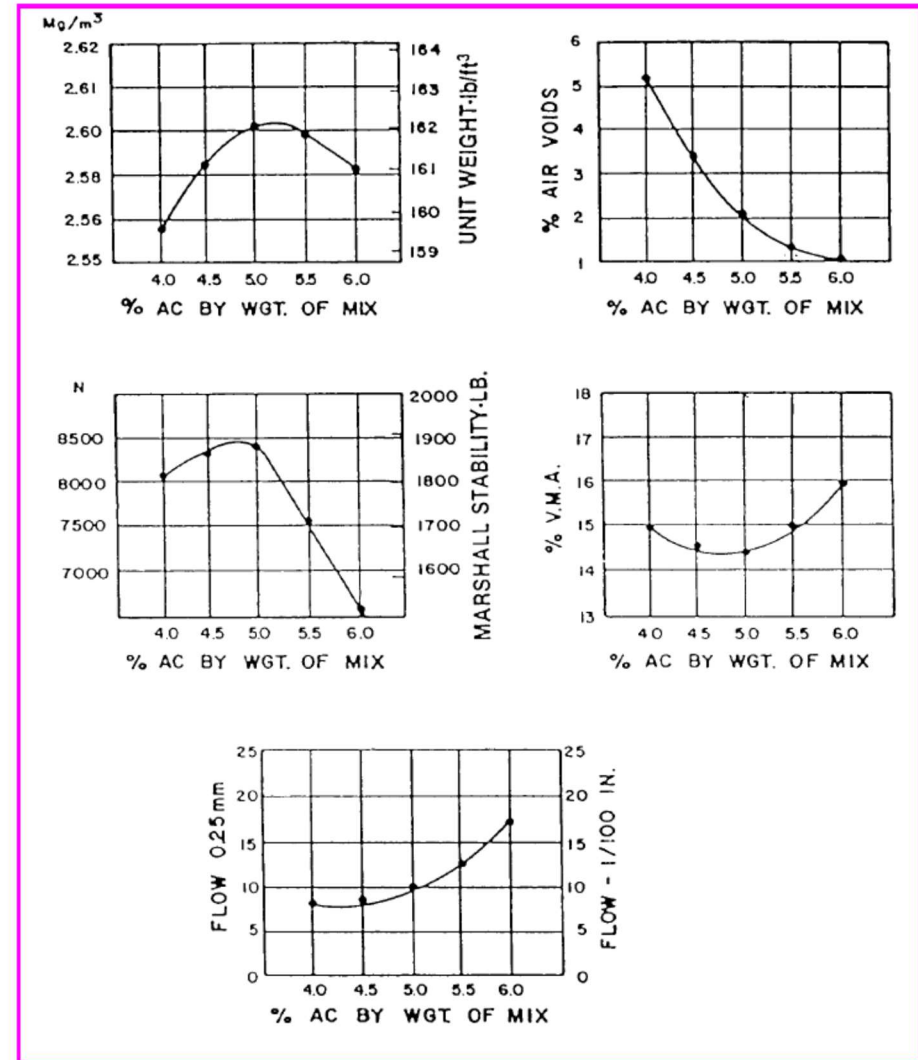 Mg/m³
2.62
2.61
2.60
2.58
2.56
2.55
164
163
162
161
160
159
UNIT WEIGHT-lb/ft³
4.0 4.5 5.0 5.5 6.0
% AC BY WGT. OF MIX
% AIR VOIDS
6
5
4
3
2
1
4.0 4.5 5.0 5.5 6.0
% AC BY WGT. OF MIX
N
8500
8000
7500
7000
2000
1900
1800
1700
1600
MARSHALL STABILITY-LB.
4.0 4.5 5.0 5.5 6.0
% AC BY WGT. OF MIX
% V.M.A.
18
17
16
15
14
13
4.0 4.5 5.0 5.5 6.0
% AC BY WGT. OF MIX
FLOW 0.25mm
25
20
15
10
5
0
25
20
15
10
5
0
FLOW - 1/100 IN.
4.0 4.5 5.0 5.5 6.0
% AC BY WGT. OF MIX